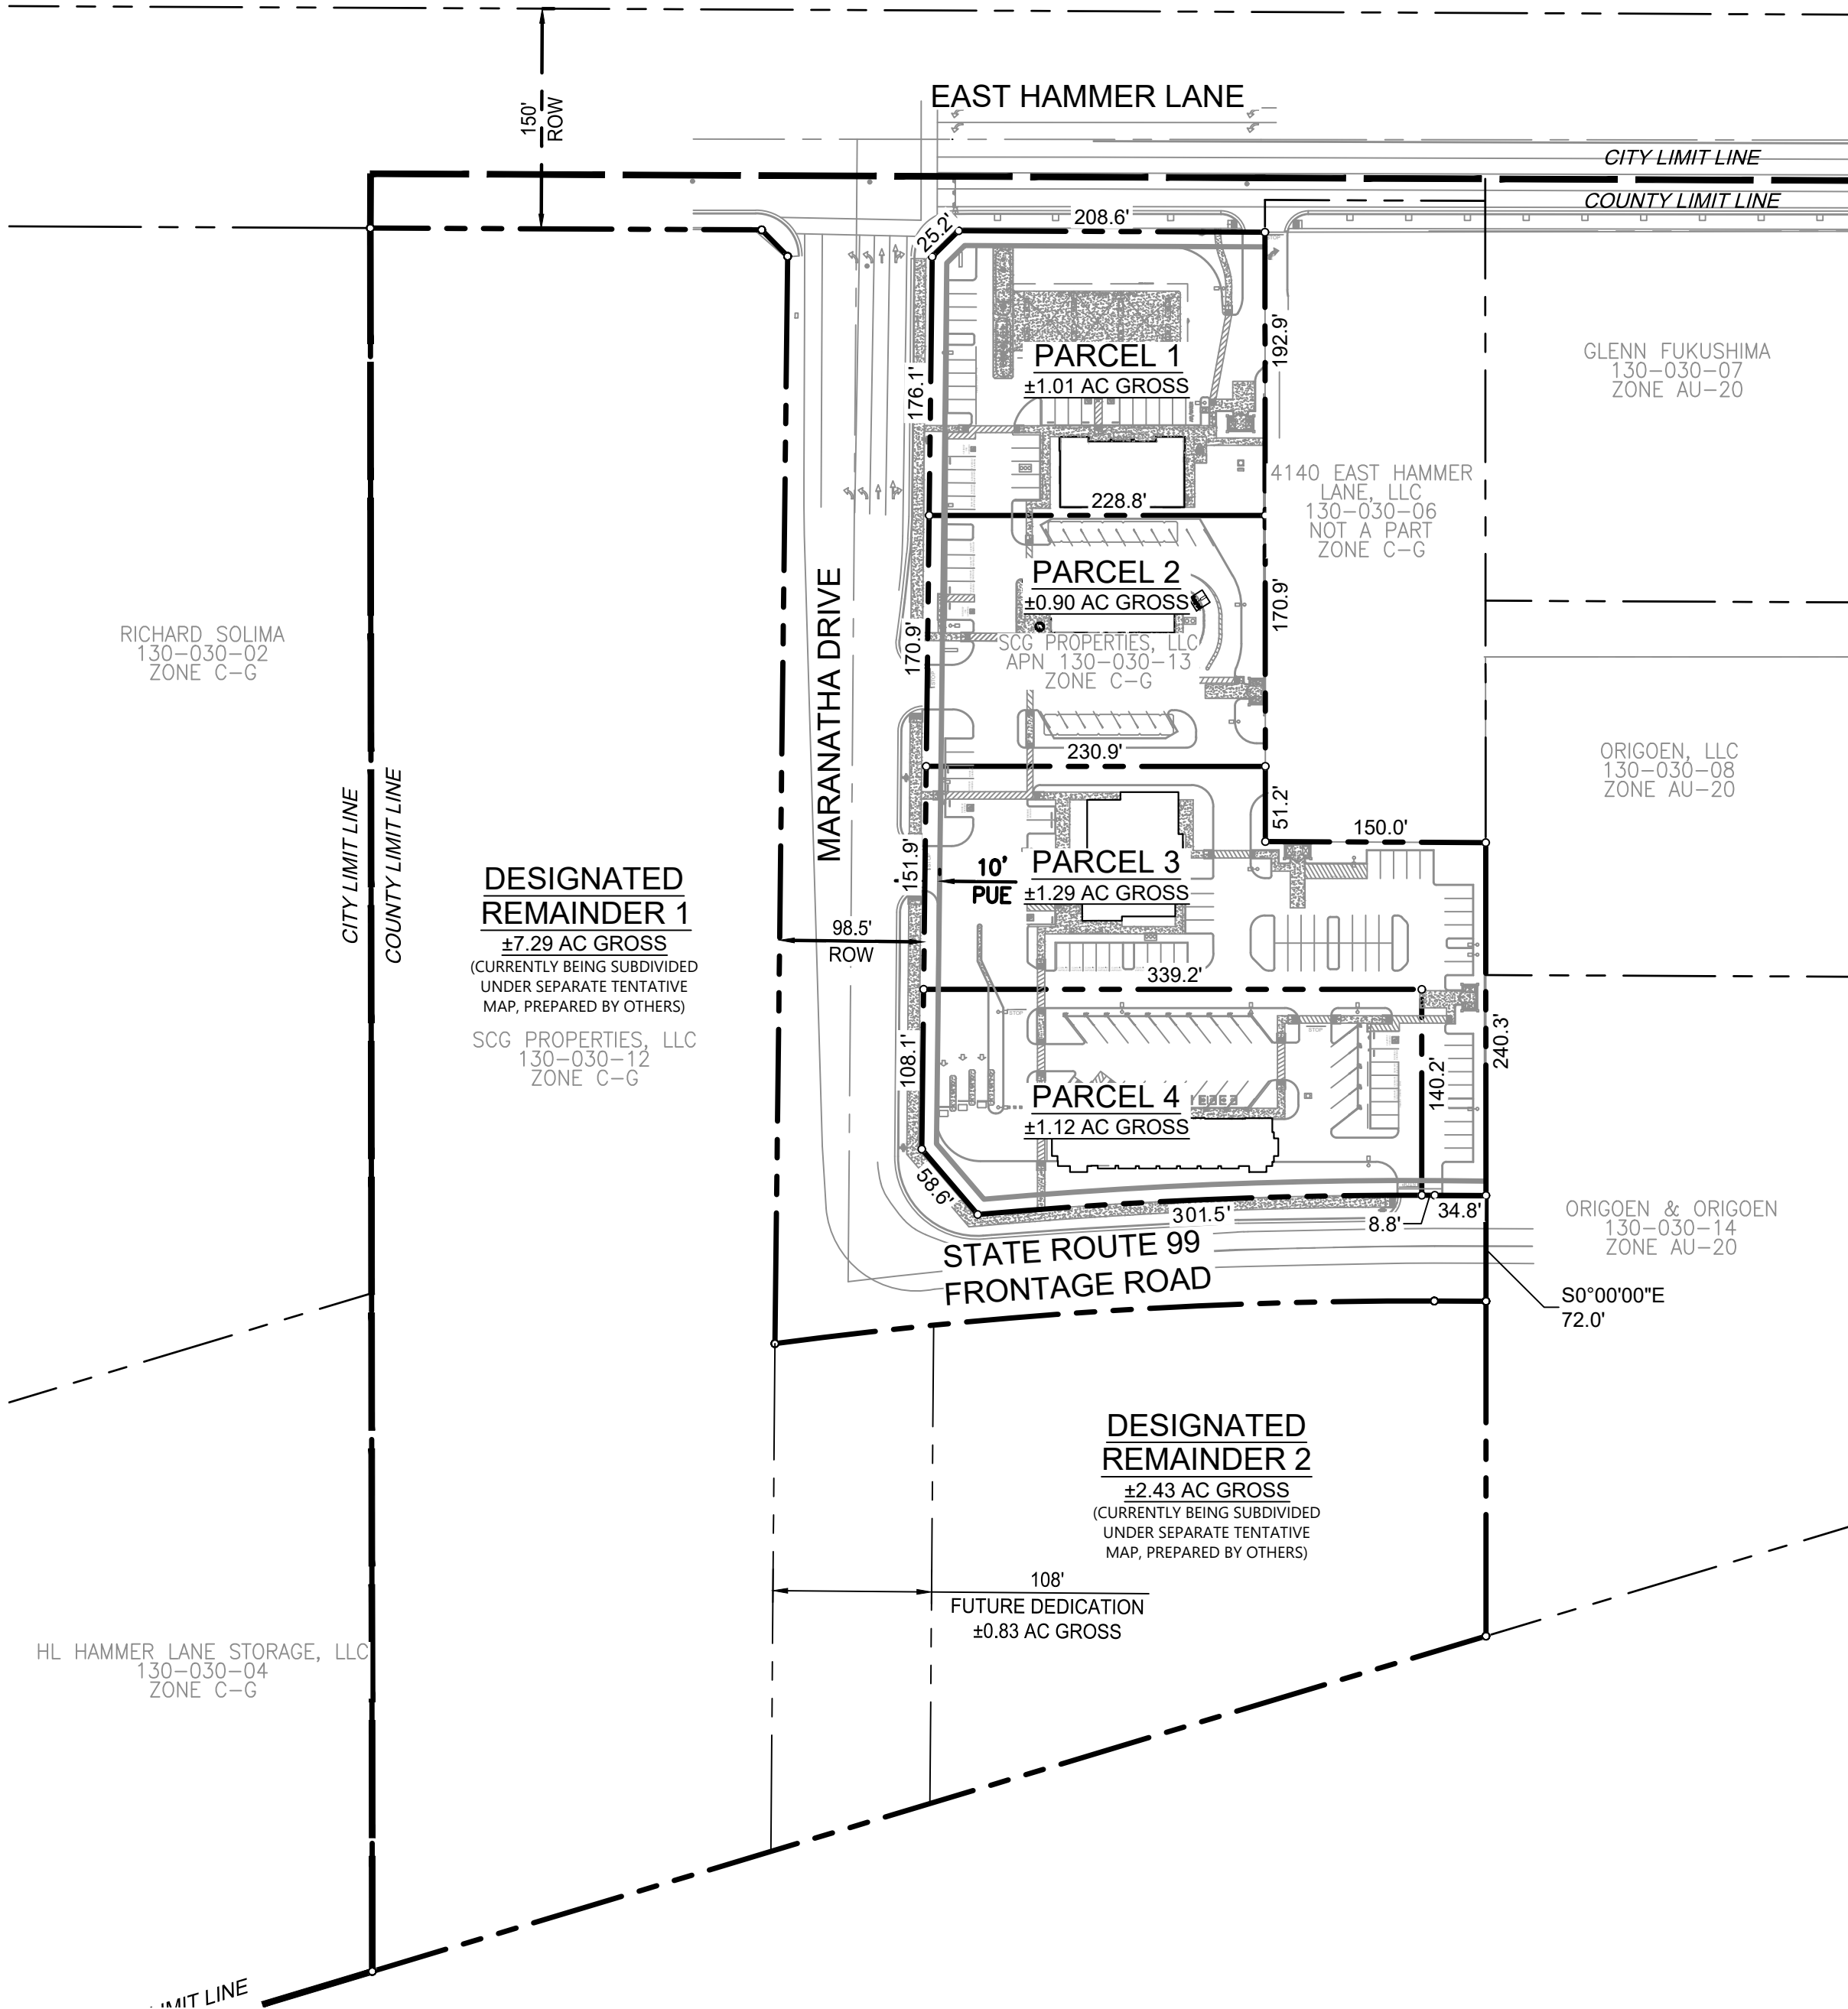 150'
ROW
EAST HAMMER LANE
CITY LIMIT LINE
COUNTY LIMIT LINE
208.6'
25.2'
192.9'
176.1'
PARCEL 1
±1.01 AC GROSS
GLENN FUKUSHIMA
130-030-07
ZONE AU-20
4140 EAST HAMMER
LANE, LLC
130-030-06
NOT A PART
ZONE C-G
228.8'
PARCEL 2
±0.90 AC GROSS
SCG PROPERTIES, LLC
APN 130-030-13
ZONE C-G
170.9'
170.9'
MARANATHA DRIVE
RICHARD SOLIMA
130-030-02
ZONE C-G
230.9'
51.2'
150.0'
ORIGOEN, LLC
130-030-08
ZONE AU-20
CITY LIMIT LINE
COUNTY LIMIT LINE
151.9'
10'
PUE
PARCEL 3
±1.29 AC GROSS
DESIGNATED
REMAINDER 1
±7.29 AC GROSS
(CURRENTLY BEING SUBDIVIDED
UNDER SEPARATE TENTATIVE
MAP, PREPARED BY OTHERS)
SCG PROPERTIES, LLC
130-030-12
ZONE C-G
98.5'
ROW
339.2'
STOP
STOP
108.1'
140.2'
240.3'
PARCEL 4
±1.12 AC GROSS
58.6'
301.5'
8.8'
34.8'
ORIGOEN & ORIGOEN
130-030-14
ZONE AU-20
STATE ROUTE 99
FRONTAGE ROAD
S0°00'00"E
72.0'
DESIGNATED
REMAINDER 2
±2.43 AC GROSS
(CURRENTLY BEING SUBDIVIDED
UNDER SEPARATE TENTATIVE
MAP, PREPARED BY OTHERS)
108'
FUTURE DEDICATION
±0.83 AC GROSS
HL HAMMER LANE STORAGE, LLC
130-030-04
ZONE C-G
LIMIT LINE